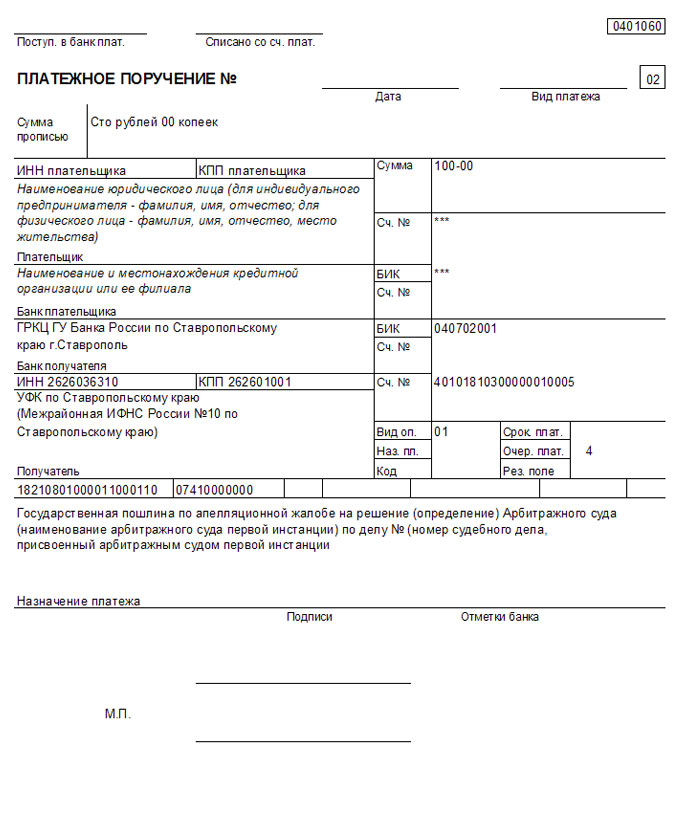 0401060
Поступ. в банк плат.
Списано со сч. плат.
ПЛАТЕЖНОЕ ПОРУЧЕНИЕ №
02
Дата
Вид платежа
Сумма
прописью
Сто рублей 00 копеек
ИНН плательщика
КПП плательщика
Сумма
100-00
Наименование юридического лица (для индивидуального
предпринимателя - фамилия, имя, отчество; для
физического лица - фамилия, имя, отчество, место
жительства)
Сч. №
***
Плательщик
Наименование и местонахождения кредитной
организации или ее филиала
БИК
***
Сч. №
Банк плательщика
ГРКЦ ГУ Банка России по Ставропольскому
краю г.Ставрополь
БИК
040702001
Сч. №
Банк получателя
ИНН 2626036310
КПП 262601001
Сч. №
40101810300000010005
УФК по Ставропольскому краю
(Межрайонная ИФНС России №10 по
Ставропольскому краю)
Вид оп.
01
Срок. плат.
Наз. пл.
Очер. плат.
4
Получатель
Код
Рез. поле
18210801000011000110
07410000000
Государственная пошлина по апелляционной жалобе на решение (определение) Арбитражного суда
(наименование арбитражного суда первой инстанции) по делу № (номер судебного дела,
присвоенный арбитражным судом первой инстанции
Назначение платежа
Подписи
Отметки банка
М.П.